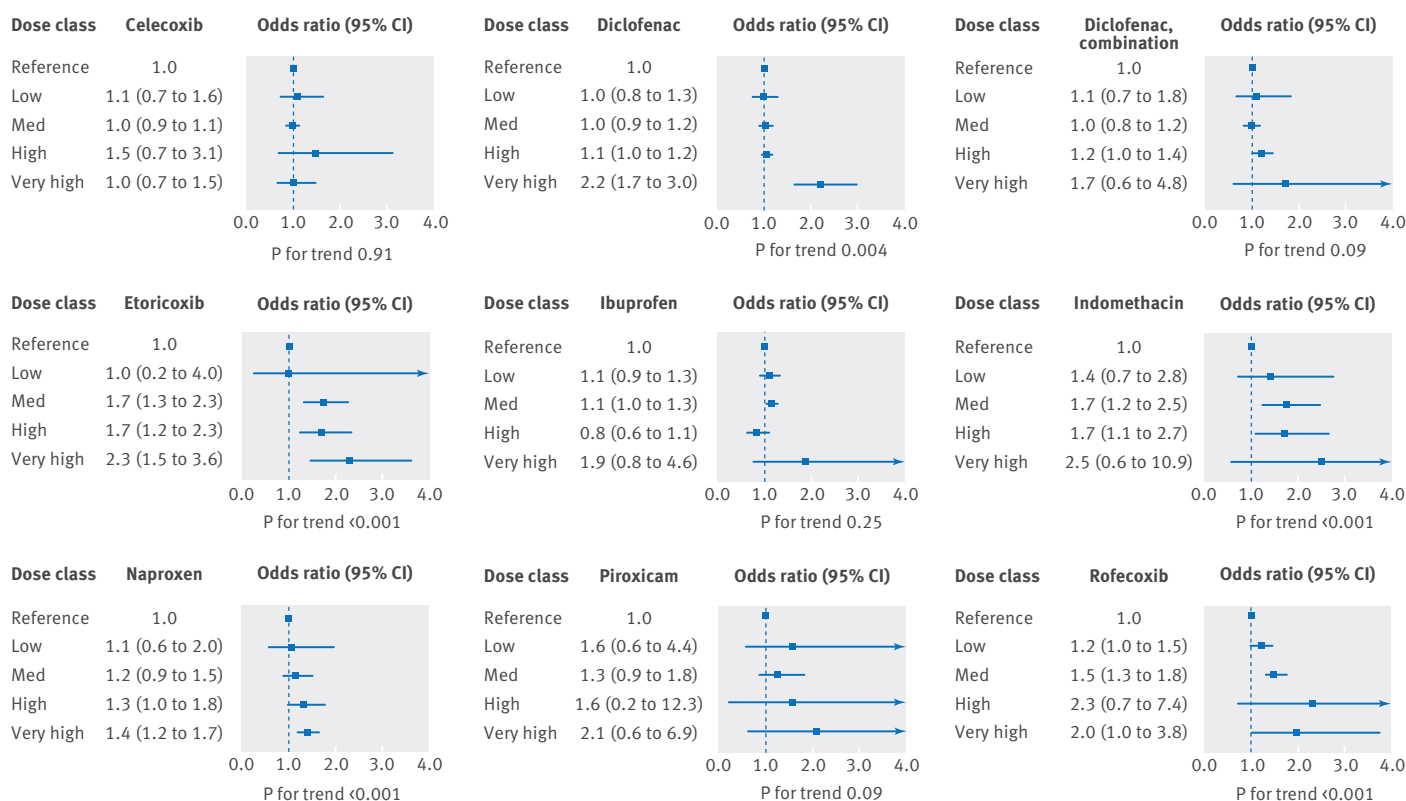 Dose class Celecoxib Odds ratio (95% CI)
Reference 1.0
Low 1.1 (0.7 to 1.6)
Med 1.0 (0.9 to 1.1)
High 1.5 (0.7 to 3.1)
Very high 1.0 (0.7 to 1.5)
0.0 1.0 2.0 3.0 4.0
P for trend 0.91
Dose class Diclofenac Odds ratio (95% CI)
Reference 1.0
Low 1.0 (0.8 to 1.3)
Med 1.0 (0.9 to 1.2)
High 1.1 (1.0 to 1.2)
Very high 2.2 (1.7 to 3.0)
0.0 1.0 2.0 3.0 4.0
P for trend 0.004
Dose class Diclofenac, Odds ratio (95% CI)
combination
Reference 1.0
Low 1.1 (0.7 to 1.8)
Med 1.0 (0.8 to 1.2)
High 1.2 (1.0 to 1.4)
Very high 1.7 (0.6 to 4.8)
0.0 1.0 2.0 3.0 4.0
P for trend 0.09
Dose class Etoricoxib Odds ratio (95% CI)
Reference 1.0
Low 1.0 (0.2 to 4.0)
Med 1.7 (1.3 to 2.3)
High 1.7 (1.2 to 2.3)
Very high 2.3 (1.5 to 3.6)
0.0 1.0 2.0 3.0 4.0
P for trend <0.001
Dose class Ibuprofen Odds ratio (95% CI)
Reference 1.0
Low 1.1 (0.9 to 1.3)
Med 1.1 (1.0 to 1.3)
High 0.8 (0.6 to 1.1)
Very high 1.9 (0.8 to 4.6)
0.0 1.0 2.0 3.0 4.0
P for trend 0.25
Dose class Indomethacin Odds ratio (95% CI)
Reference 1.0
Low 1.4 (0.7 to 2.8)
Med 1.7 (1.2 to 2.5)
High 1.7 (1.1 to 2.7)
Very high 2.5 (0.6 to 10.9)
0.0 1.0 2.0 3.0 4.0
P for trend <0.001
Dose class Naproxen Odds ratio (95% CI)
Reference 1.0
Low 1.1 (0.6 to 2.0)
Med 1.2 (0.9 to 1.5)
High 1.3 (1.0 to 1.8)
Very high 1.4 (1.2 to 1.7)
0.0 1.0 2.0 3.0 4.0
P for trend <0.001
Dose class Piroxicam Odds ratio (95% CI)
Reference 1.0
Low 1.6 (0.6 to 4.4)
Med 1.3 (0.9 to 1.8)
High 1.6 (0.2 to 12.3)
Very high 2.1 (0.6 to 6.9)
0.0 1.0 2.0 3.0 4.0
P for trend 0.09
Dose class Rofecoxib Odds ratio (95% CI)
Reference 1.0
Low 1.2 (1.0 to 1.5)
Med 1.5 (1.3 to 1.8)
High 2.3 (0.7 to 7.4)
Very high 2.0 (1.0 to 3.8)
0.0 1.0 2.0 3.0 4.0
P for trend <0.001